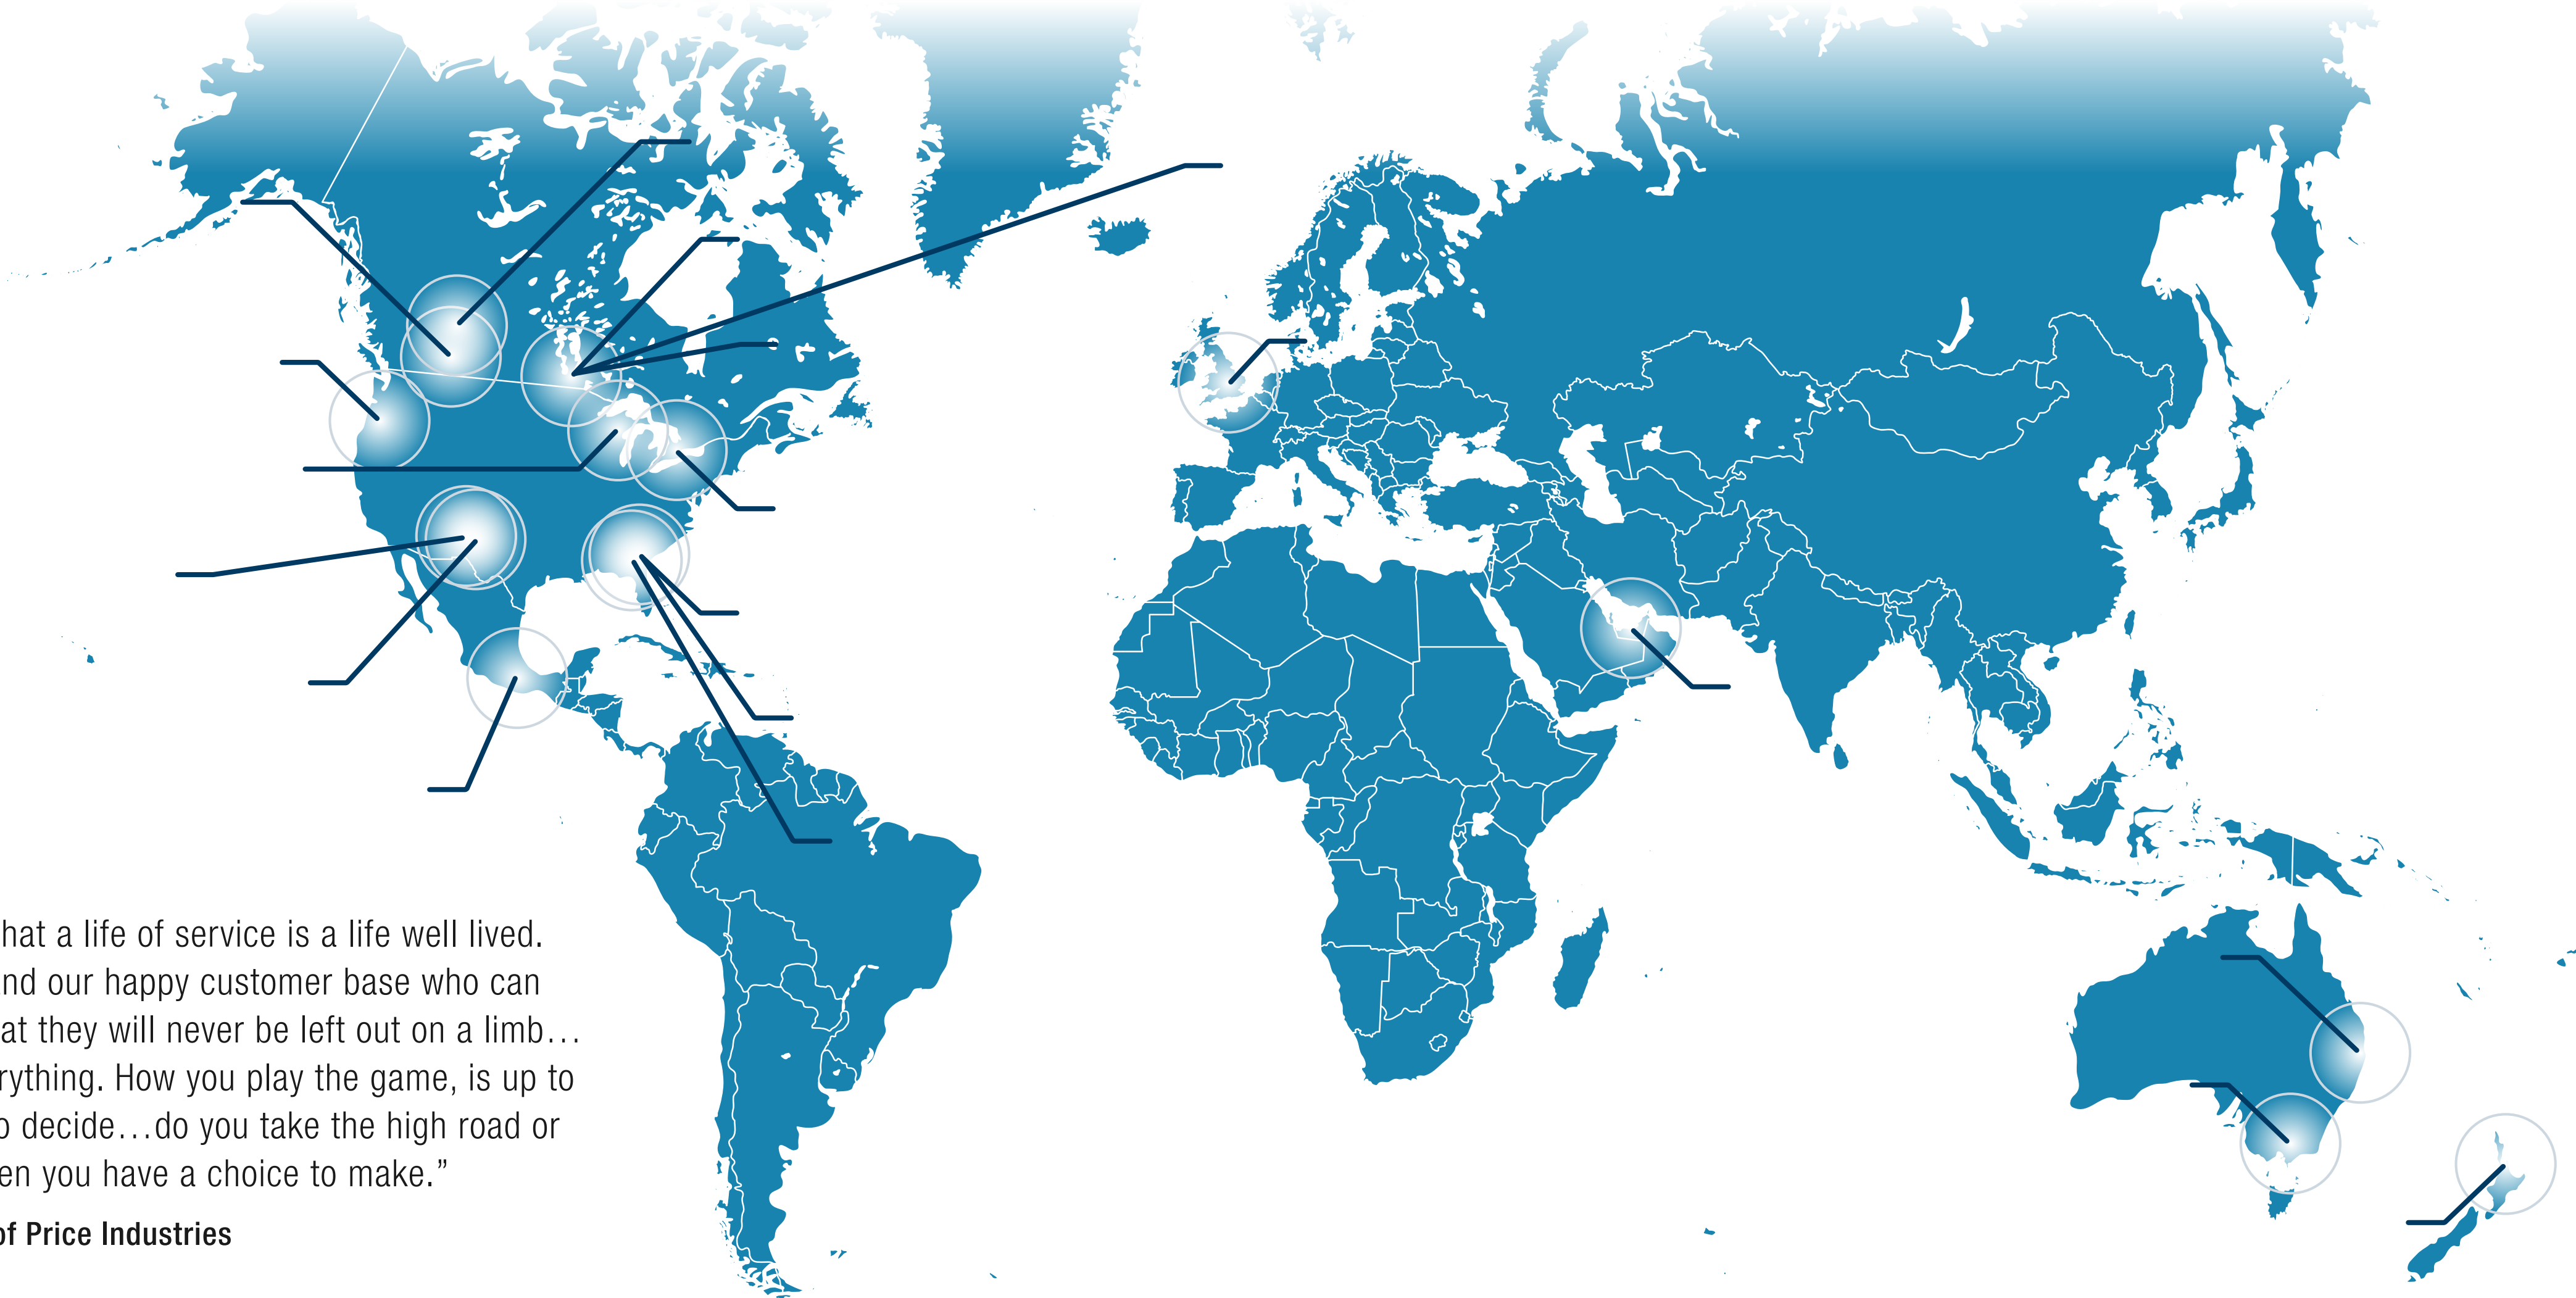 hat a life of service is a life well lived.
nd our happy customer base who can
at they will never be left out on a limb…
rything. How you play the game, is up to
o decide…do you take the high road or
en you have a choice to make.”
of Price Industries